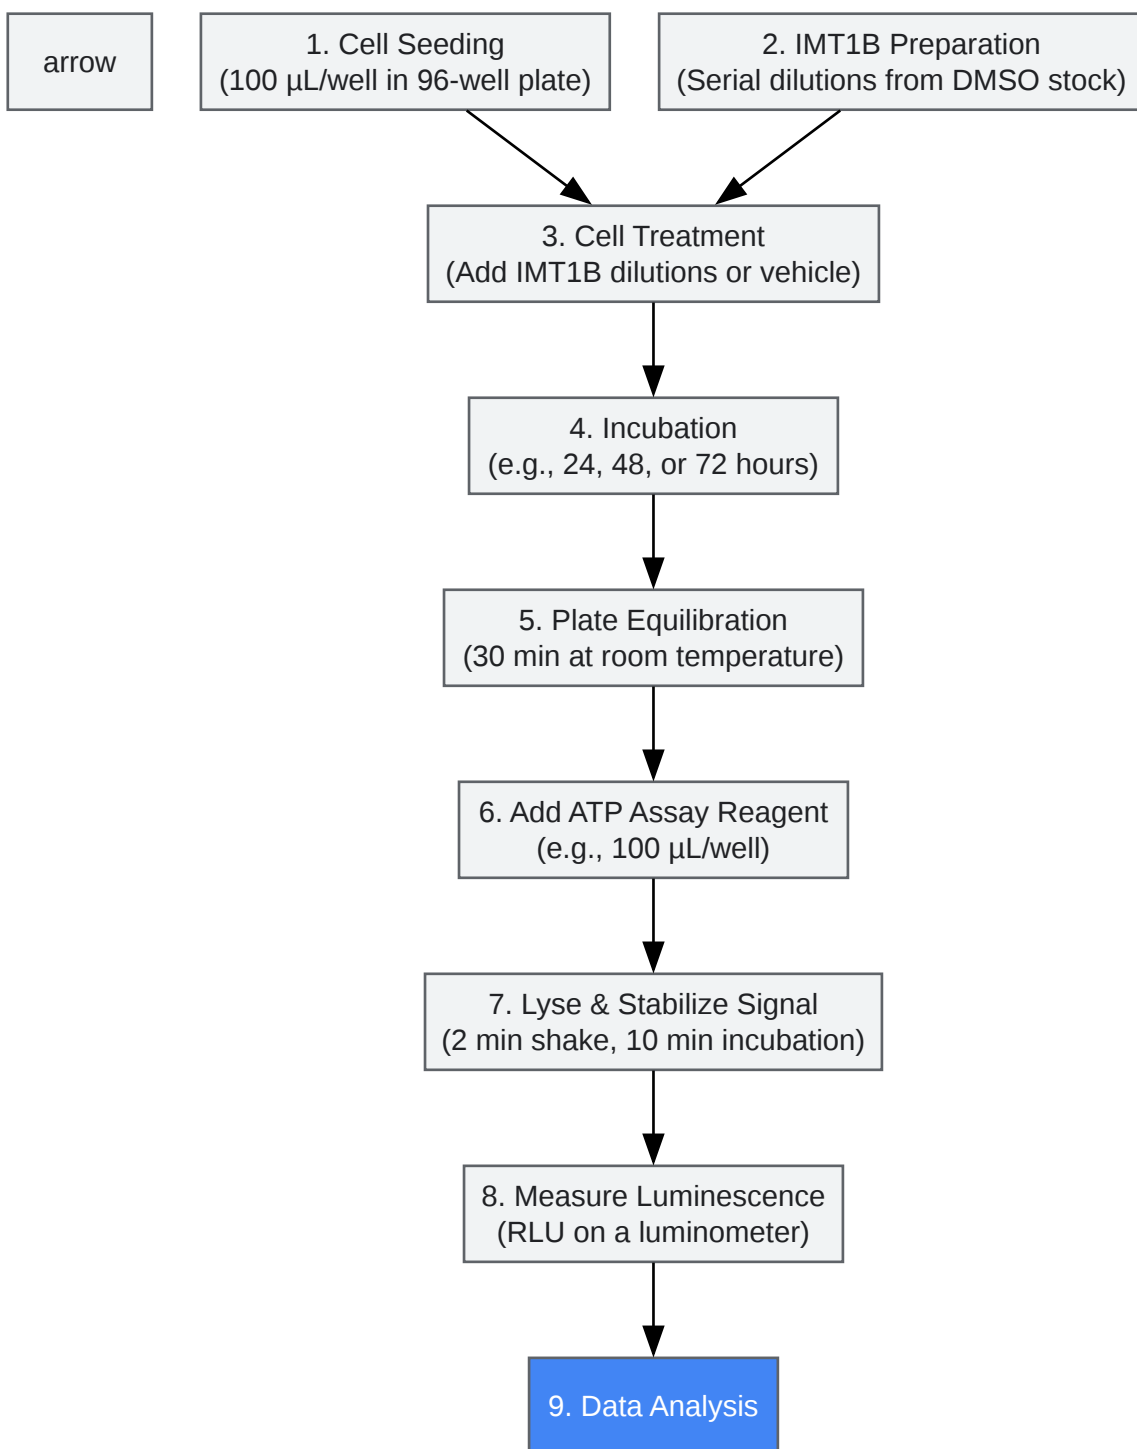 arrow
1. Cell Seeding
(100 µL/well in 96-well plate)
2. IMT1B Preparation
(Serial dilutions from DMSO stock)
3. Cell Treatment
(Add IMT1B dilutions or vehicle)
4. Incubation
(e.g., 24, 48, or 72 hours)
5. Plate Equilibration
(30 min at room temperature)
6. Add ATP Assay Reagent
(e.g., 100 µL/well)
7. Lyse & Stabilize Signal
(2 min shake, 10 min incubation)
8. Measure Luminescence
(RLU on a luminometer)
9. Data Analysis